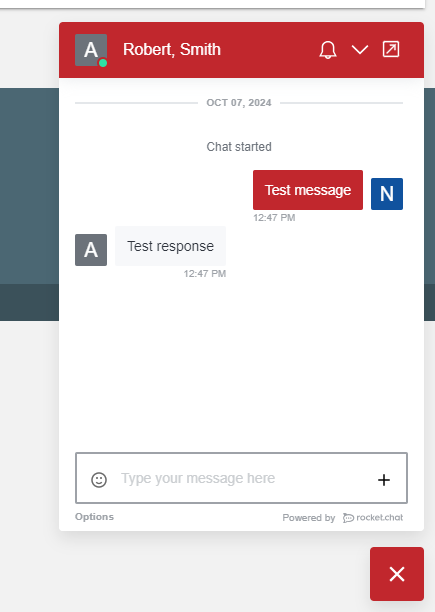 A Robert, Smith
OCT 07, 2024
Chat started
Test message N
12:47 PM
A Test response
12:47 PM
Type your message here +
Options Powered by rocket.chat